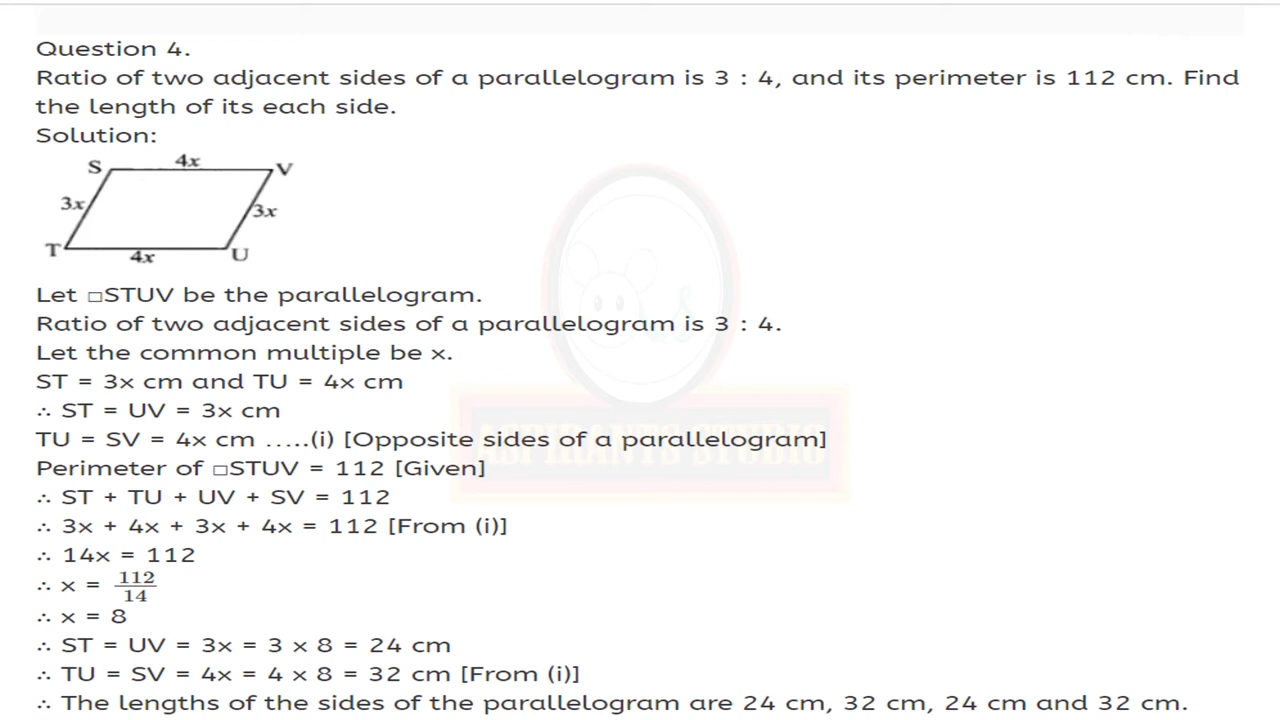 Question 4.
Ratio of two adjacent sides of a parallelogram is 3 : 4, and its perimeter is 112 cm. Find
the length of its each side.
Solution:
S 4x V
3x 3x
T 4x U
Let □STUV be the parallelogram.
Ratio of two adjacent sides of a parallelogram is 3 : 4.
Let the common multiple be x.
ST = 3x cm and TU = 4x cm
∴ ST = UV = 3x cm
TU = SV = 4x cm …..(i) [Opposite sides of a parallelogram]
Perimeter of □STUV = 112 [Given]
∴ ST + TU + UV + SV = 112
∴ 3x + 4x + 3x + 4x = 112 [From (i)]
∴ 14x = 112
∴ x = 112/14
∴ x = 8
∴ ST = UV = 3x = 3 × 8 = 24 cm
∴ TU = SV = 4x = 4 × 8 = 32 cm [From (i)]
∴ The lengths of the sides of the parallelogram are 24 cm, 32 cm, 24 cm and 32 cm.
ASPIRANTS STUDIO